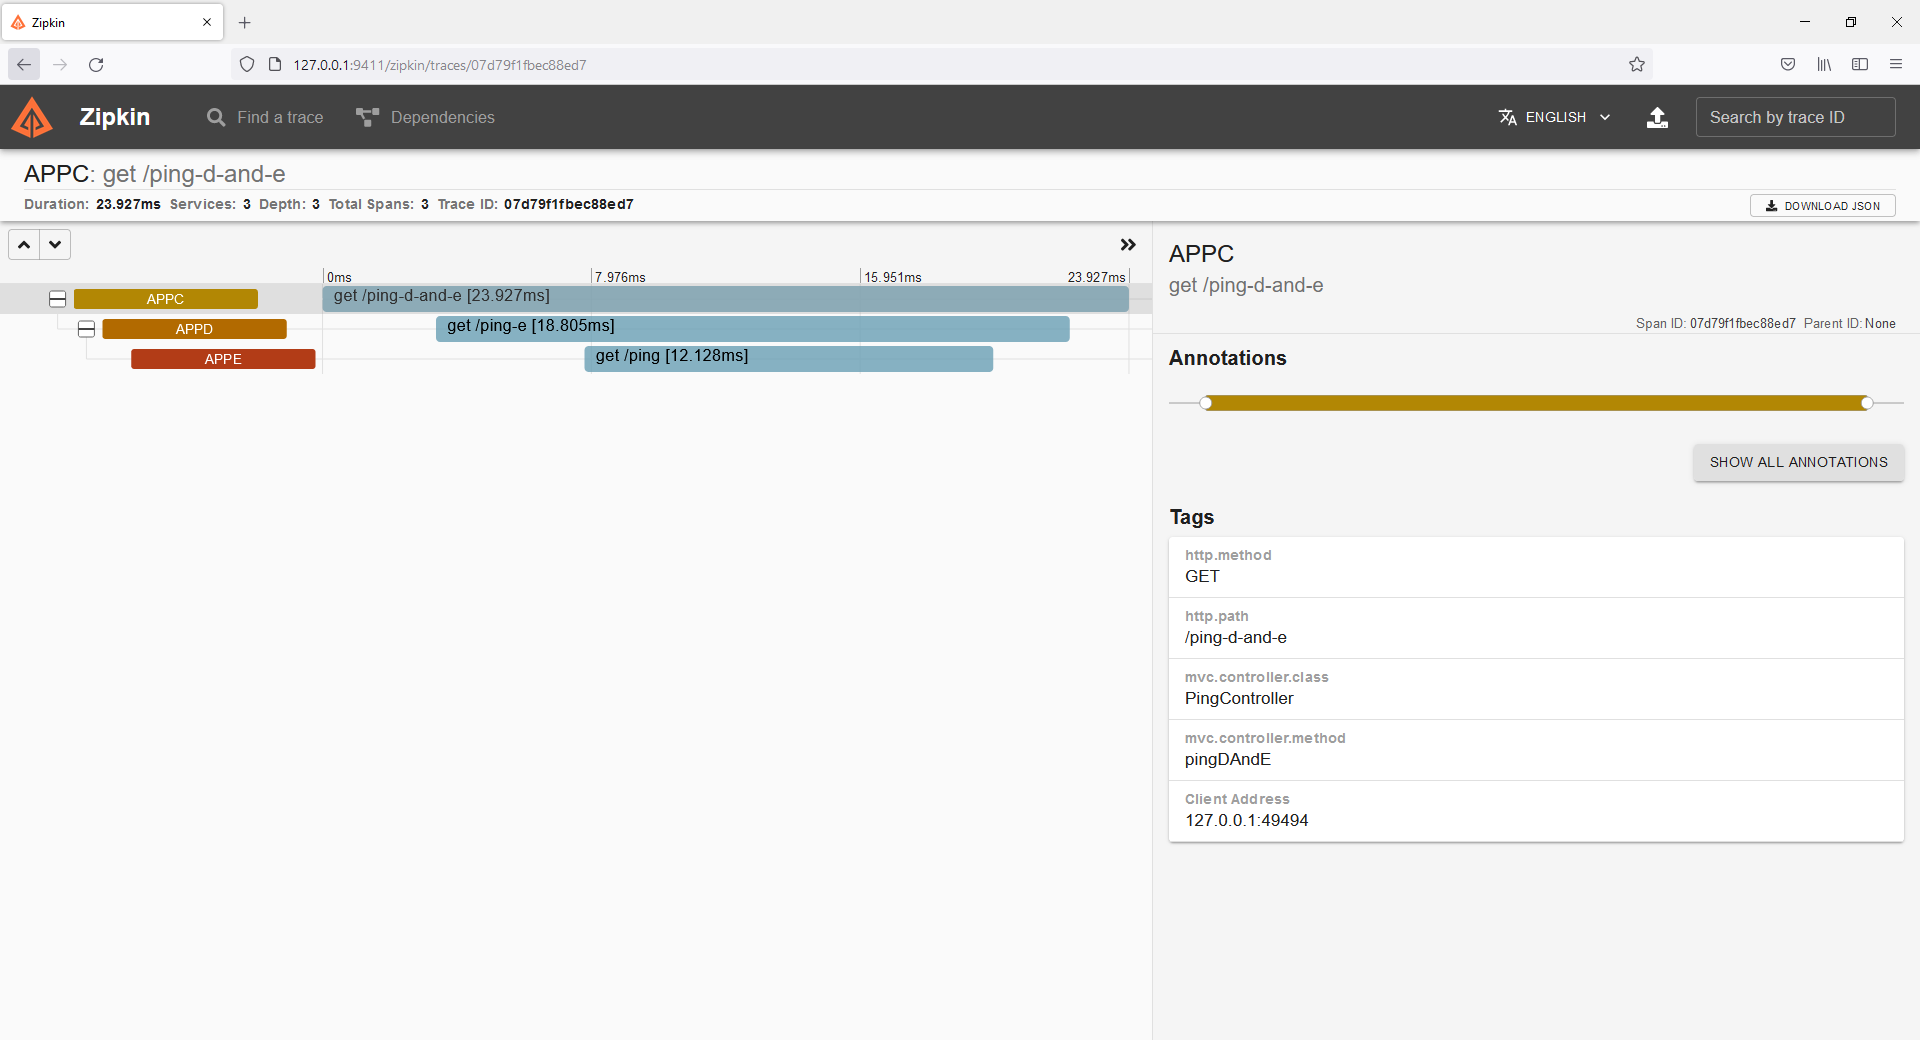 Zipkin
127.0.0.1:9411/zipkin/traces/07d79f1fbec88ed7
Zipkin
Find a trace
Dependencies
ENGLISH
Search by trace ID
APPC: get /ping-d-and-e
Duration: 23.927ms Services: 3 Depth: 3 Total Spans: 3 Trace ID: 07d79f1fbec88ed7
DOWNLOAD JSON
0ms 7.976ms 15.951ms 23.927ms
APPC get /ping-d-and-e [23.927ms]
APPD get /ping-e [18.805ms]
APPE get /ping [12.128ms]
APPC
get /ping-d-and-e
Span ID: 07d79f1fbec88ed7 Parent ID: None
Annotations
SHOW ALL ANNOTATIONS
Tags
http.method
GET
http.path
/ping-d-and-e
mvc.controller.class
PingController
mvc.controller.method
pingDAndE
Client Address
127.0.0.1:49494